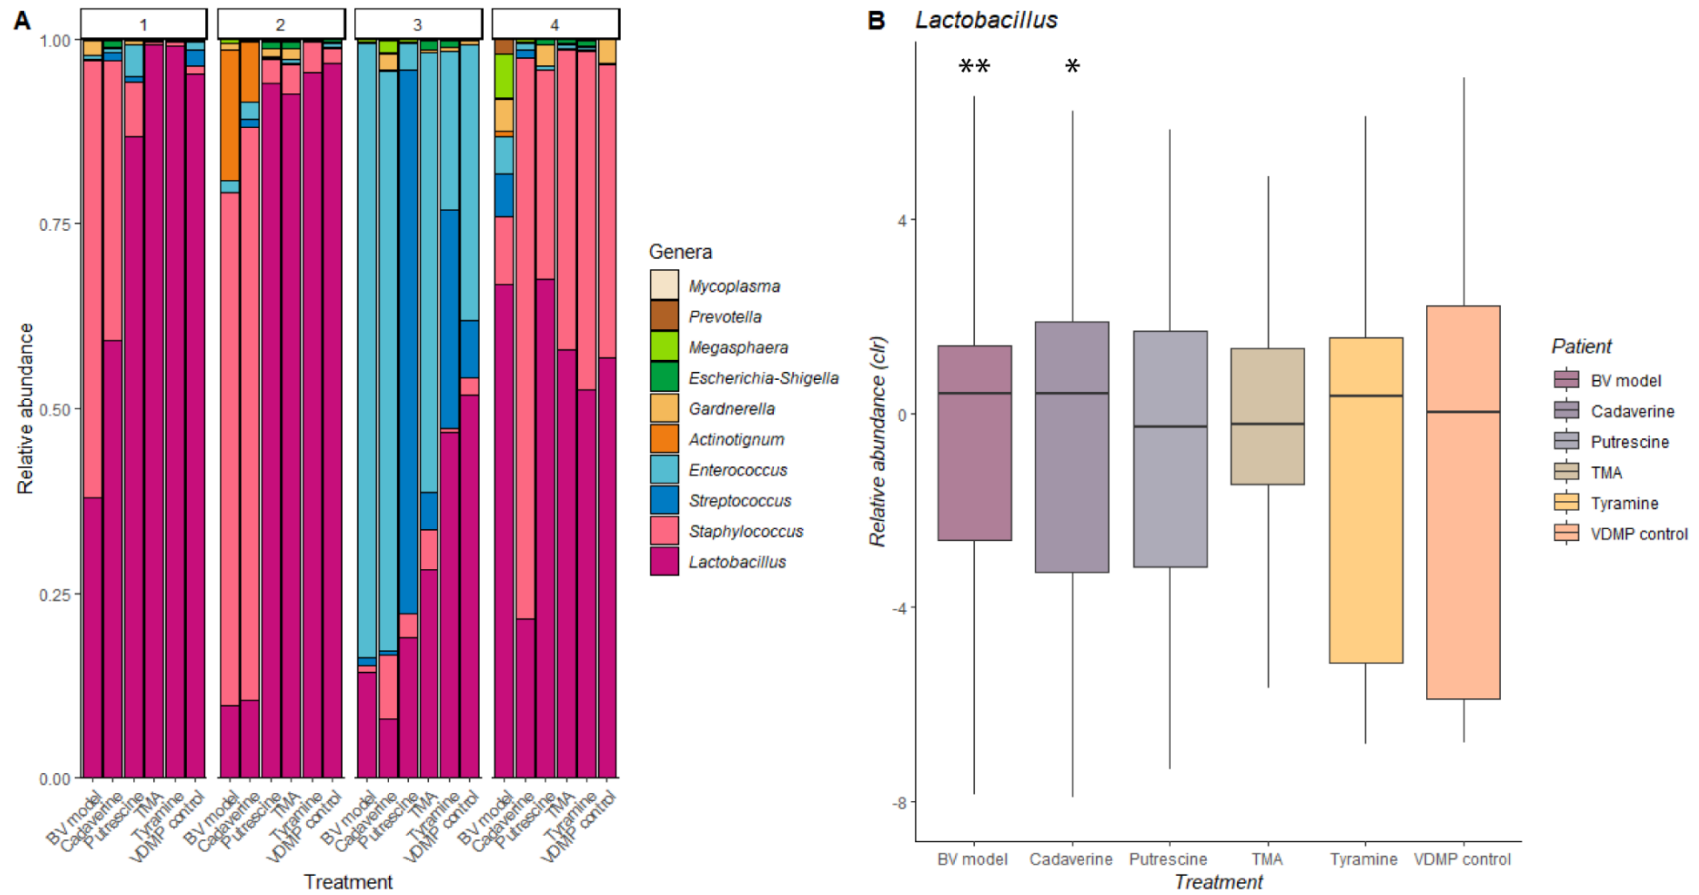 A
1
2
3
4
1.00
0.75
0.50
0.25
0.00
Relative abundance
BV model
Cadaverine
Putrescine
TMA
Tyramine
VDMP control
BV model
Cadaverine
Putrescine
TMA
Tyramine
VDMP control
BV model
Cadaverine
Putrescine
TMA
Tyramine
VDMP control
BV model
Cadaverine
Putrescine
TMA
Tyramine
VDMP control
Treatment
Genera
Mycoplasma
Prevotella
Megasphaera
Escherichia-Shigella
Gardnerella
Actinotignum
Enterococcus
Streptococcus
Staphylococcus
Lactobacillus
B Lactobacillus
** *
4
0
-4
-8
Relative abundance (clr)
BV model Cadaverine Putrescine TMA Tyramine VDMP control
Treatment
Patient
BV model
Cadaverine
Putrescine
TMA
Tyramine
VDMP control